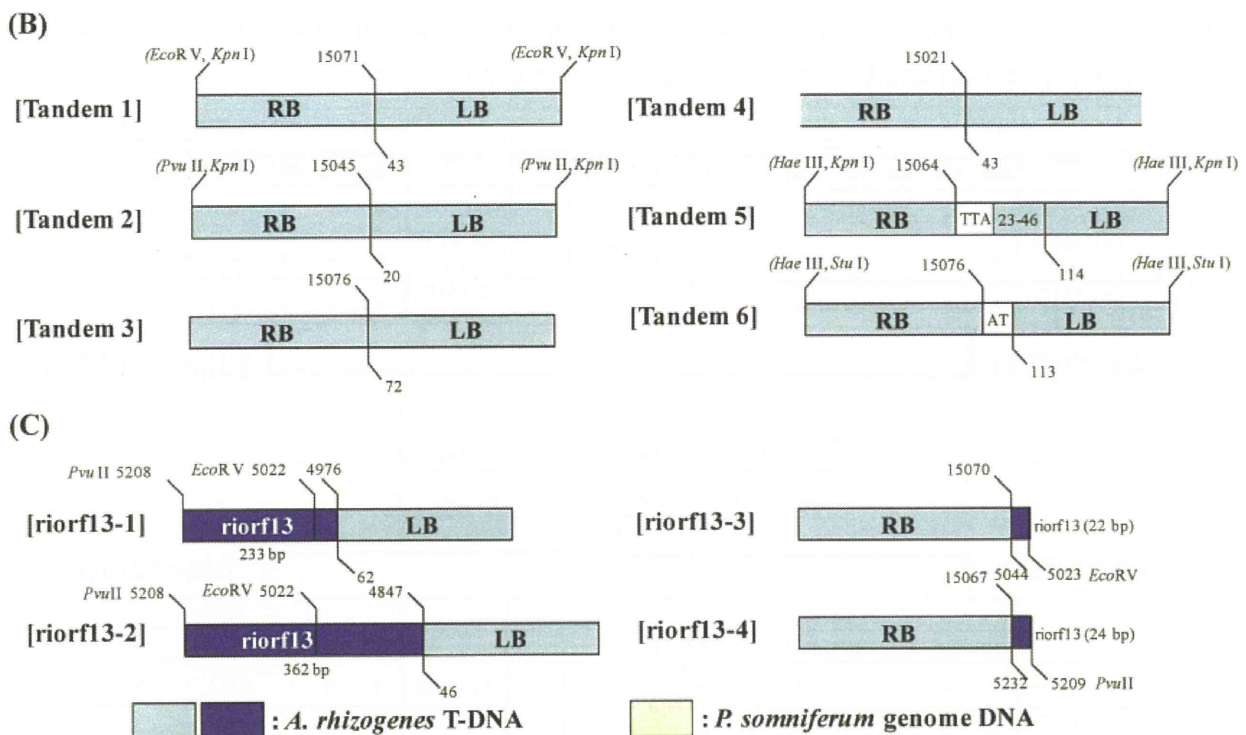 (B)
(EcoR V, Kpn I) 15071 (EcoR V, Kpn I)
[Tandem 1] RB LB
43
(Pvu II, Kpn I) 15045 (Pvu II, Kpn I)
[Tandem 2] RB LB
20
15076
[Tandem 3] RB LB
72
15021
[Tandem 4] RB LB
43
(Hae III, Kpn I) 15064 (Hae III, Kpn I)
[Tandem 5] RB TTA 23-46 LB
114
(Hae III, Stu I) 15076 (Hae III, Stu I)
[Tandem 6] RB AT LB
113
(C)
Pvu II 5208 EcoR V 5022 4976
[riorf13-1] riorf13 LB
233 bp 62
PvuII 5208 EcoRV 5022 4847
[riorf13-2] riorf13 LB
362 bp 46
15070
[riorf13-3] RB riorf13 (22 bp)
5044 5023 EcoRV
15067
[riorf13-4] RB riorf13 (24 bp)
5232 5209 PvuII
: A. rhizogenes T-DNA
: P. somniferum genome DNA